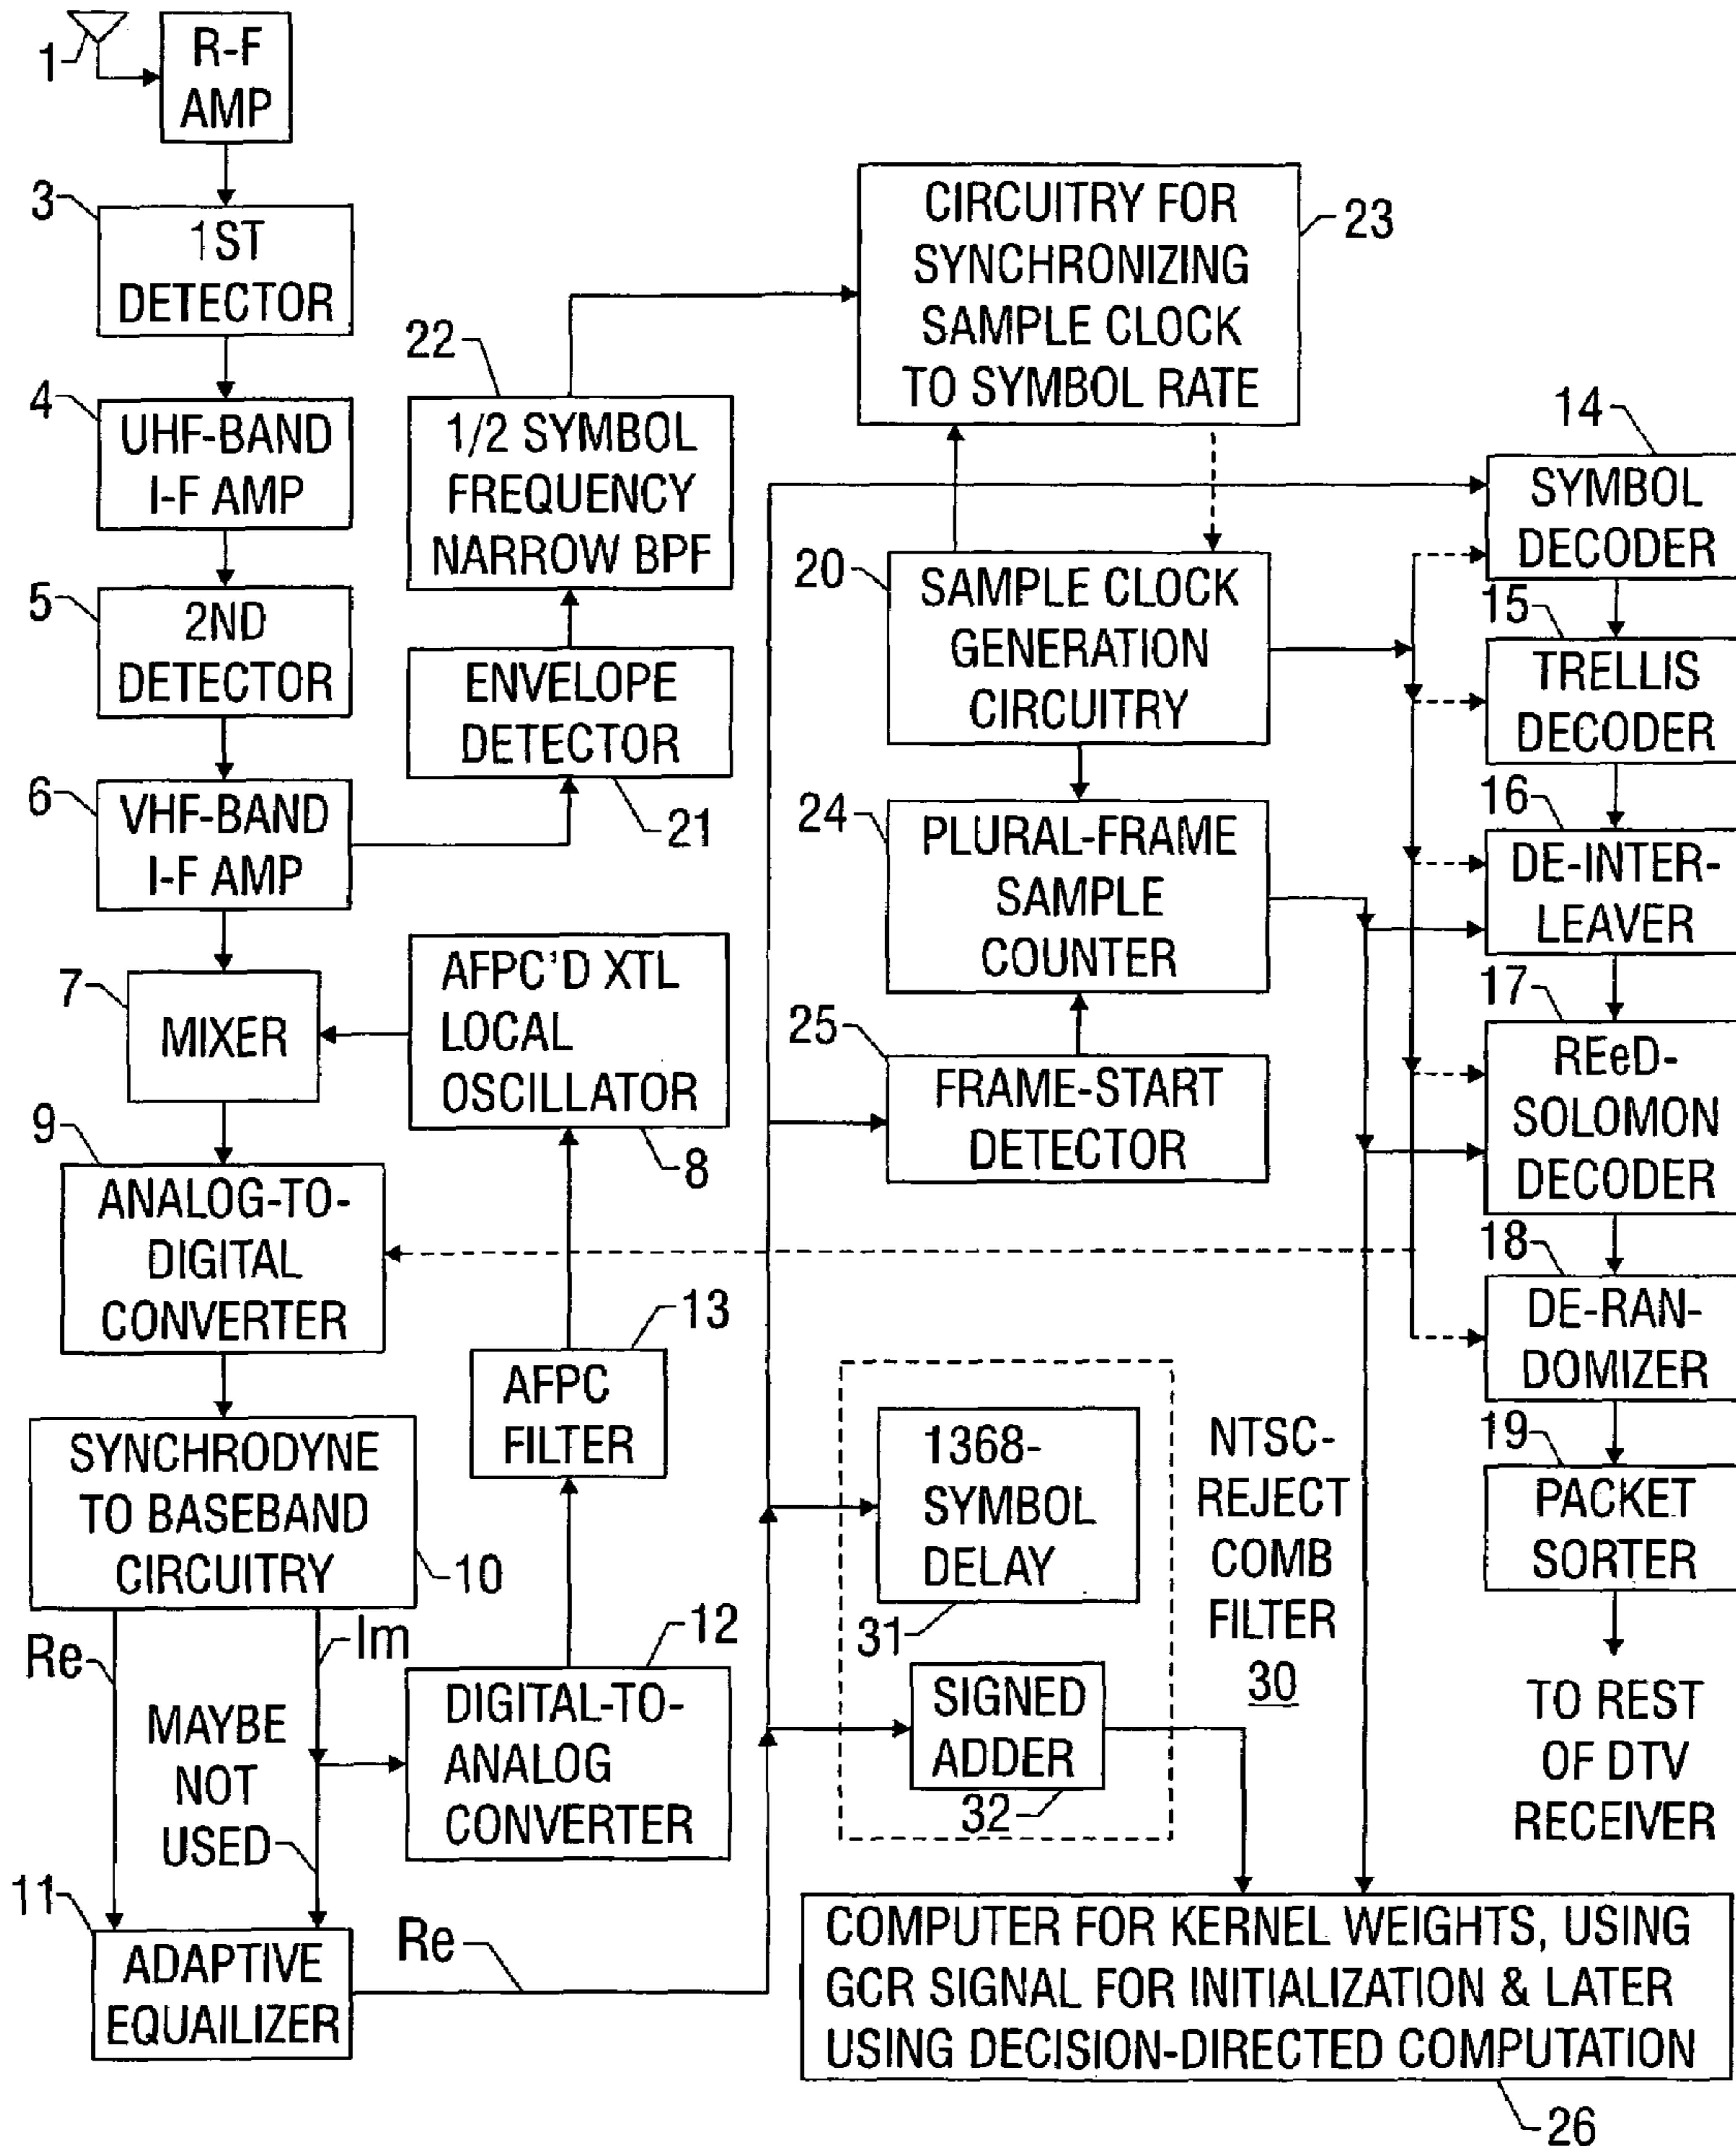 1
R-F
AMP
3
1ST
DETECTOR
4
UHF-BAND
I-F AMP
5
2ND
DETECTOR
6
VHF-BAND
I-F AMP
7
MIXER
9
ANALOG-TO-
DIGITAL
CONVERTER
SYNCHRODYNE
TO BASEBAND
CIRCUITRY
10
Re
Im
MAYBE
NOT
USED
11
ADAPTIVE
EQUAILIZER
Re
22
1/2 SYMBOL
FREQUENCY
NARROW BPF
ENVELOPE
DETECTOR
21
AFPC'D XTL
LOCAL
OSCILLATOR
8
13
AFPC
FILTER
12
DIGITAL-TO-
ANALOG
CONVERTER
CIRCUITRY FOR
SYNCHRONIZING
SAMPLE CLOCK
TO SYMBOL RATE
23
20
SAMPLE CLOCK
GENERATION
CIRCUITRY
24
PLURAL-FRAME
SAMPLE
COUNTER
25
FRAME-START
DETECTOR
1368-
SYMBOL
DELAY
31
SIGNED
ADDER
32
NTSC-
REJECT
COMB
FILTER
30
14
SYMBOL
DECODER
15
TRELLIS
DECODER
16
DE-INTER-
LEAVER
17
REeD-
SOLOMON
DECODER
18
DE-RAN-
DOMIZER
19
PACKET
SORTER
TO REST
OF DTV
RECEIVER
COMPUTER FOR KERNEL WEIGHTS, USING
GCR SIGNAL FOR INITIALIZATION & LATER
USING DECISION-DIRECTED COMPUTATION
26